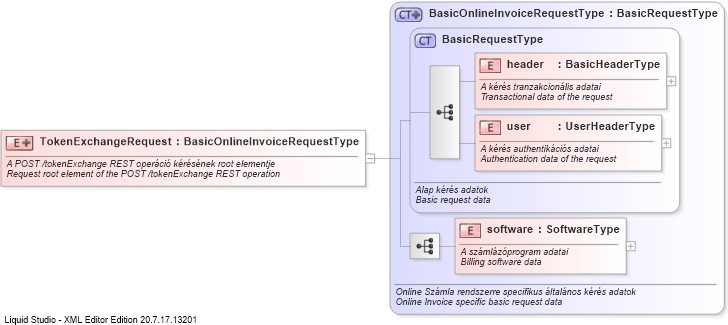 CT+ BasicOnlineInvoiceRequestType : BasicRequestType
CT BasicRequestType
E header : BasicHeaderType
A kérés tranzakcionális adatai
Transactional data of the request
E user : UserHeaderType
A kérés authentikációs adatai
Authentication data of the request
Alap kérés adatok
Basic request data
E+ TokenExchangeRequest : BasicOnlineInvoiceRequestType
A POST /tokenExchange REST operáció kérésének root elementje
Request root element of the POST /tokenExchange REST operation
E software : SoftwareType
A számlázóprogram adatai
Billing software data
Online Számla rendszerre specifikus általános kérés adatok
Online Invoice specific basic request data
Liquid Studio - XML Editor Edition 20.7.17.13201